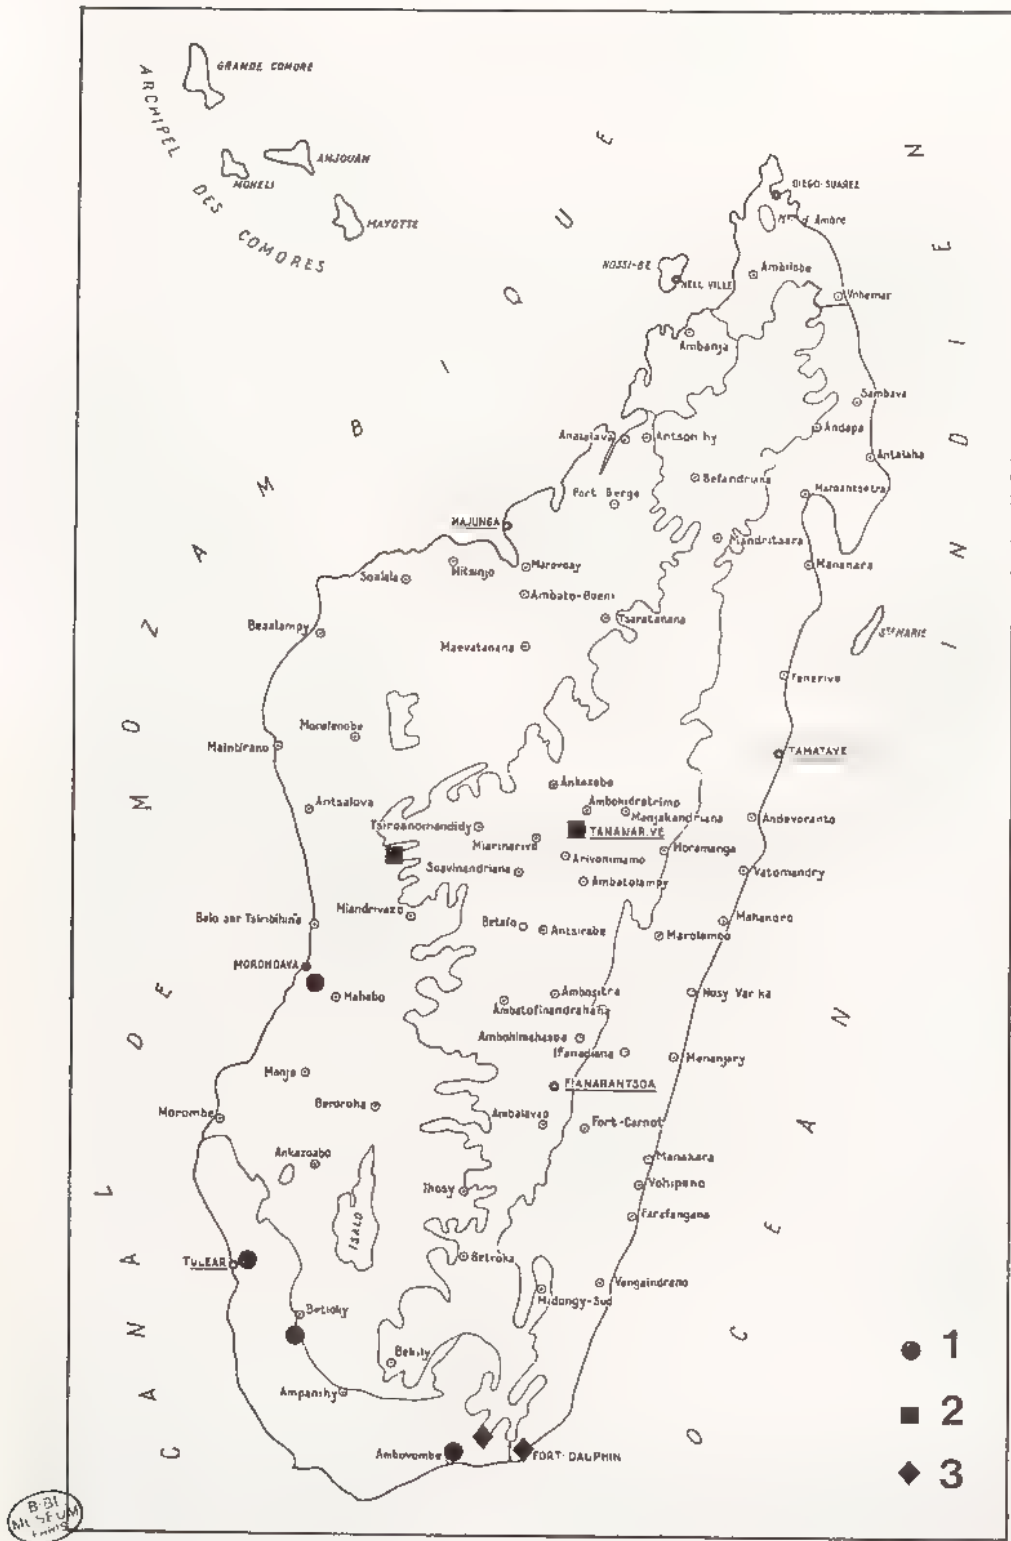 GRANDE COMORE
ARCHIPEL DES COMORES
ANJOUAN
MOHELI
MAYOTTE
CANAL DE MOZAMBIQUE
OCEAN INDIEN
DIEGO-SUAREZ
d'Ambre
NOSSI-BE
HELL VILLE
Ambilobe
Vohemar
Ambanja
Sambava
Andapa
Analalava
Antsohihy
Antalaha
Befandriana
Maroantsetra
Port Bergé
MAJUNGA
Mandritsara
Mananara
Mitsinjo
Marovoay
Soalala
Ambato-Boeni
Tsaratanana
Ste MARIE
Besalampy
Maevatanana
Fenerive
Morafenobe
Maintirano
TAMATAVE
Ankazobe
Antsalova
Ambohidratrimo
Manjakandriana
Andevoranto
Tsiroanomandidy
TANANARIVE
Miarinarivo
Moramanga
Arivonimamo
Soavinandriana
Vatomandry
Ambatolampy
Miandrivazo
Belo sur Tsiribihina
Betafo
Antsirabe
Mahanoro
Marolambo
MORONDAVA
Mahabo
Ambositra
Nosy Varika
Ambatofinandrahana
Ambohimahasoa
Ifanadiana
Mananjary
Manja
FIANARANTSOA
Beroroha
Morombe
Ambalavao
Fort-Carnot
Ankazoabo
Manakara
Ihosy
Vohipeno
Farafangana
ISALO
TULEAR
Betroka
Vangaindrano
Midongy-Sud
Betioky
Bekily
Ampanihy
Ambovombe
FORT-DAUPHIN
1
2
3
MUSEUM
PARIS